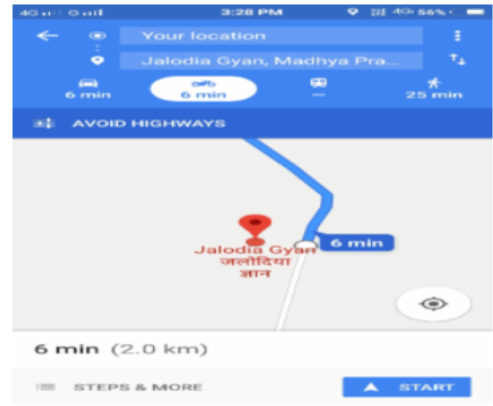 3:28 PM 4G 56%
Your location
Jalodia Gyan, Madhya Pra...
6 min 6 min — 25 min
AVOID HIGHWAYS
6 min
Jalodia Gyan
जलोदिया
ज्ञान
6 min (2.0 km)
STEPS & MORE START